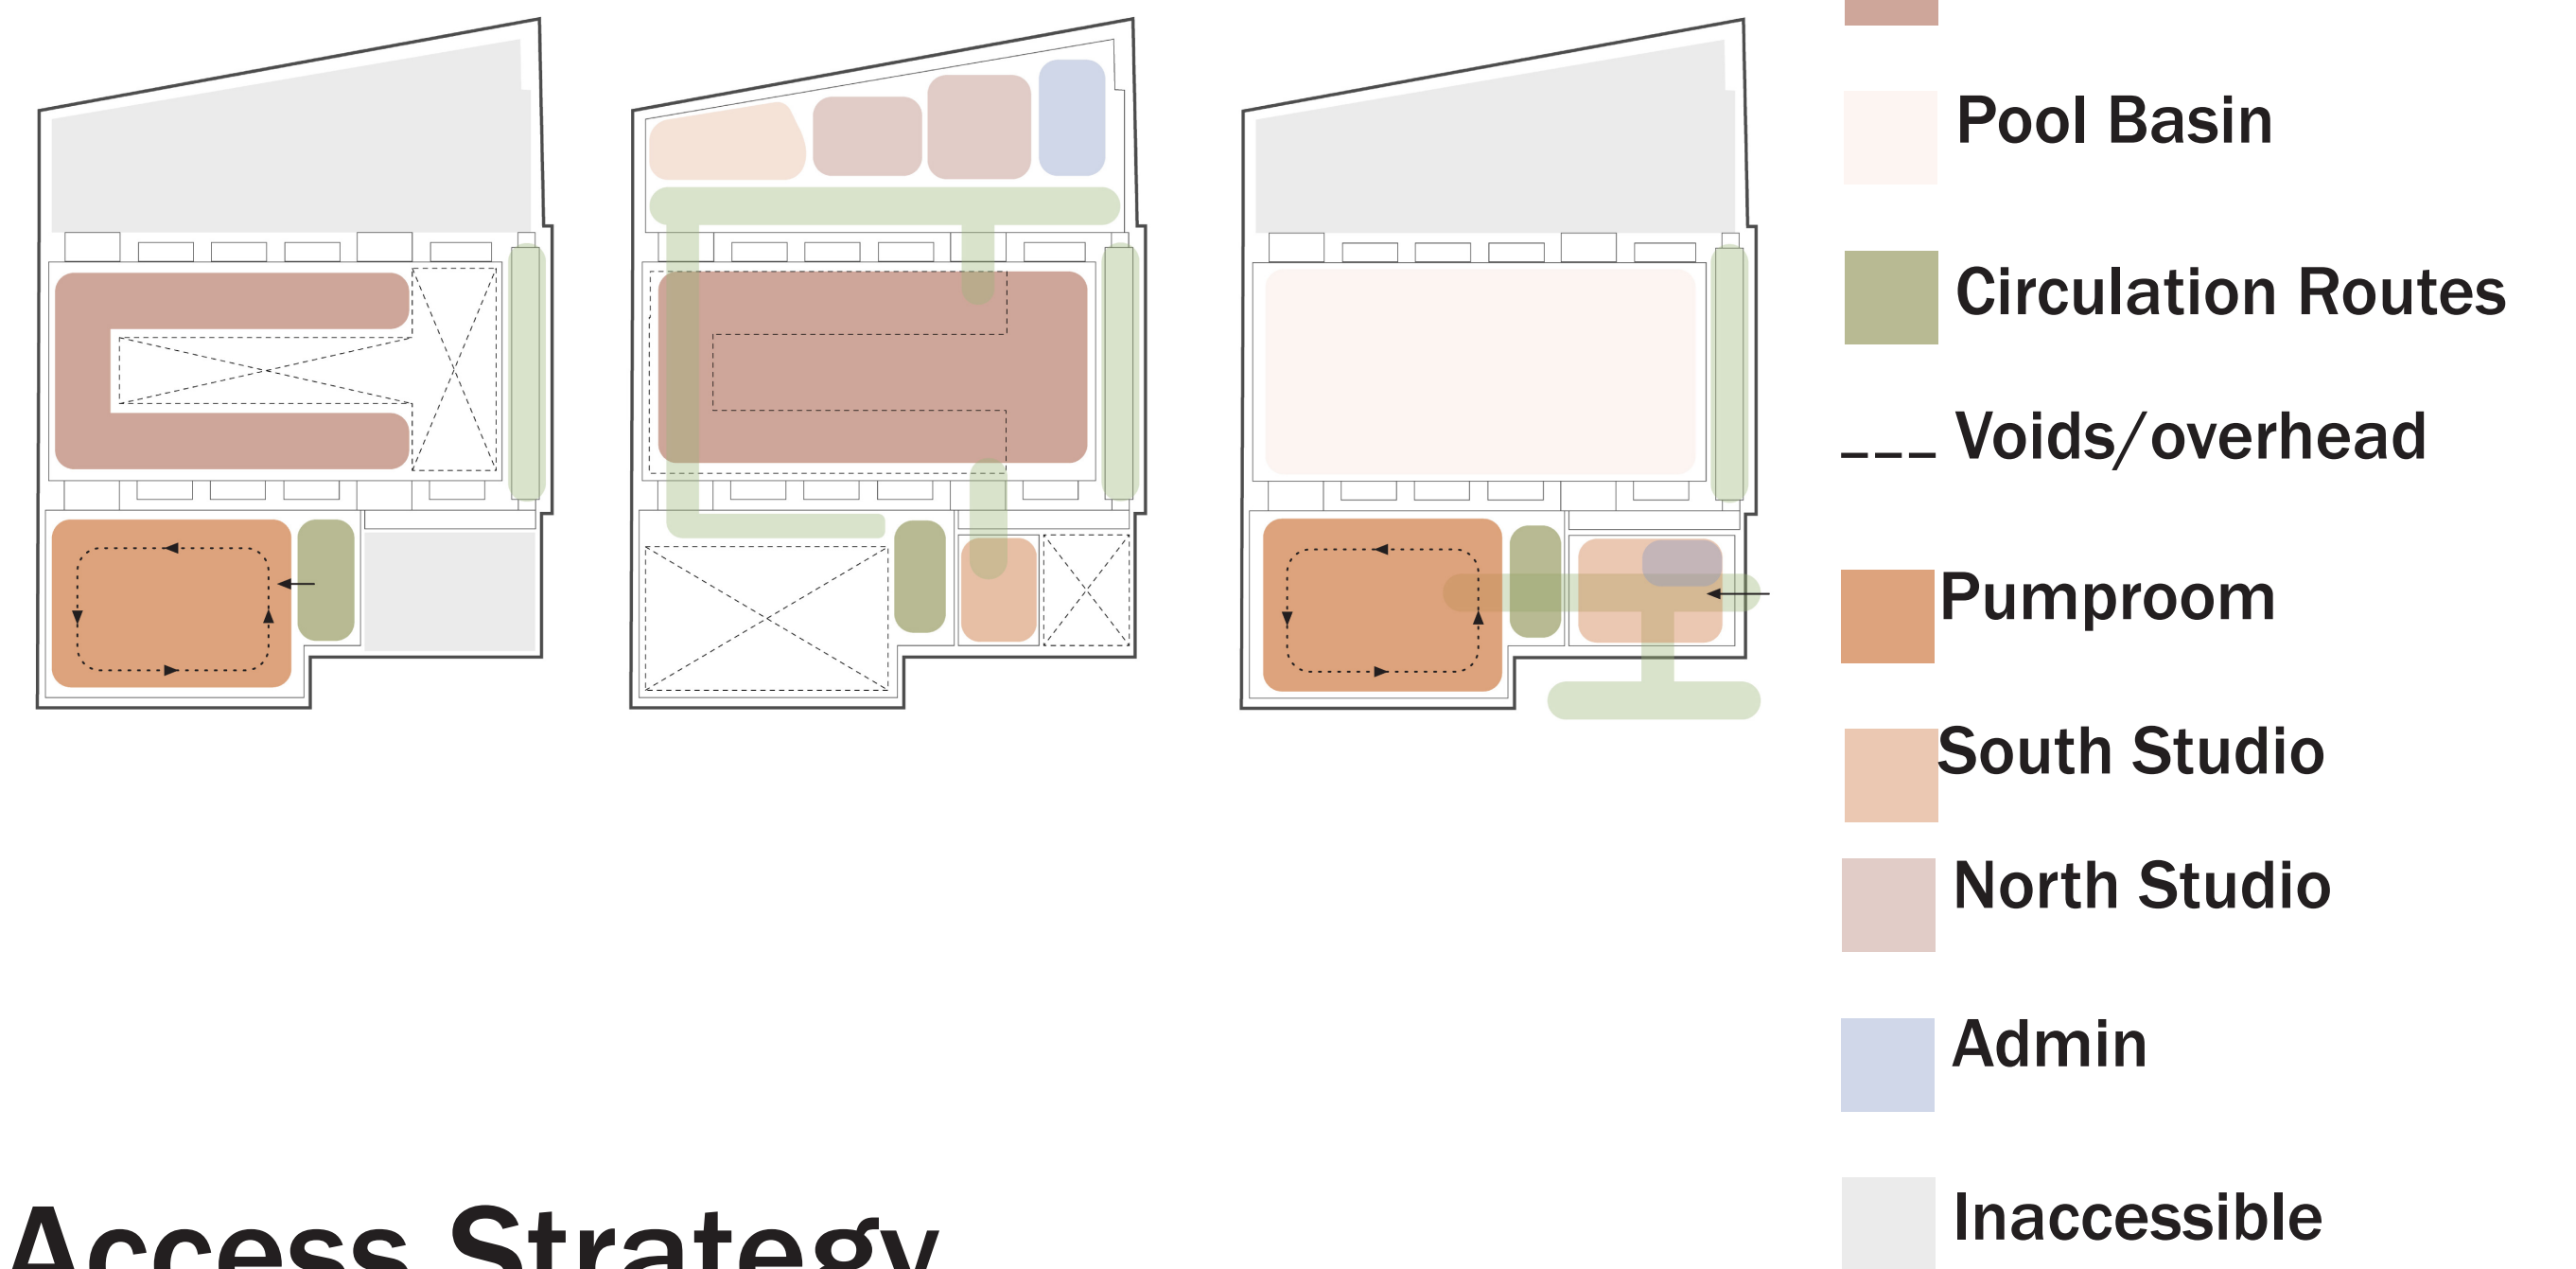 Pool Basin
Circulation Routes
Voids/overhead
Pumproom
South Studio
North Studio
Admin
Inaccessible
Access Strategy